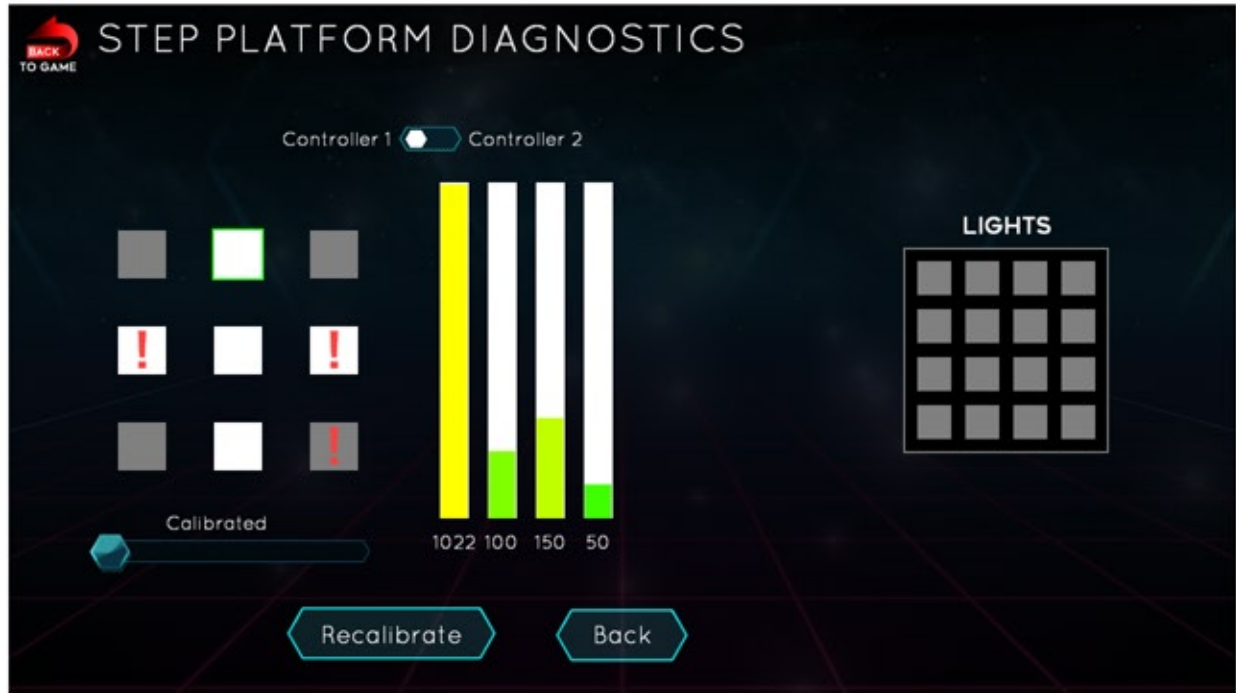 STEP PLATFORM DIAGNOSTICS
BACK
TO GAME
Controller 1 Controller 2
LIGHTS
! !
!
Calibrated
1022 100 150 50
Recalibrate Back